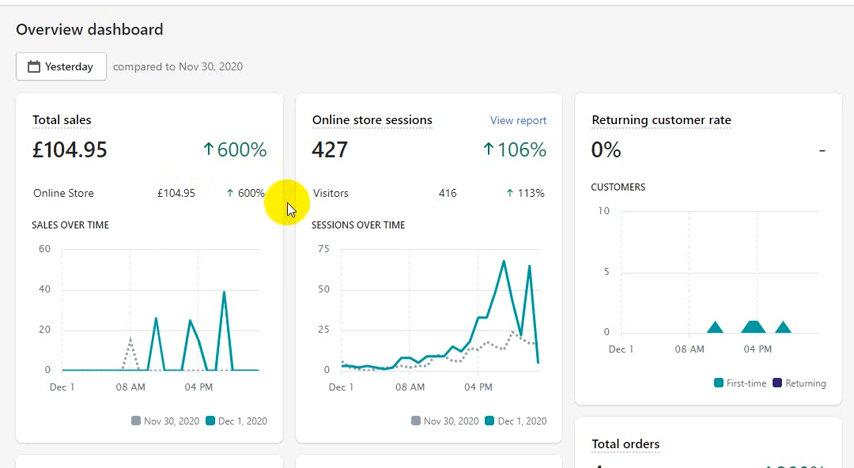 Overview dashboard
Yesterday compared to Nov 30, 2020
Total sales
£104.95 ↑600%
Online Store £104.95 ↑ 600%
SALES OVER TIME
60
40
20
0
Dec 1 08 AM 04 PM
Nov 30, 2020 Dec 1, 2020
Online store sessions View report
427 ↑106%
Visitors 416 ↑ 113%
SESSIONS OVER TIME
75
50
25
0
Dec 1 08 AM 04 PM
Nov 30, 2020 Dec 1, 2020
Returning customer rate
0% -
CUSTOMERS
10
5
0
Dec 1 08 AM 04 PM
First-time Returning
Total orders